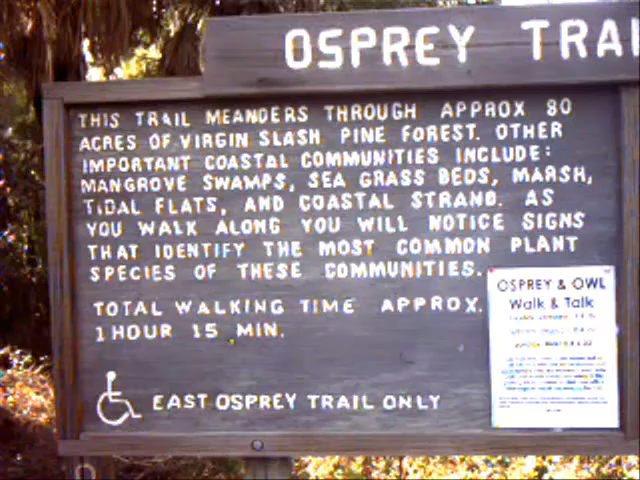 OSPREY TRAI
THIS TRAIL MEANDERS THROUGH APPROX 80
ACRES OF VIRGIN SLASH PINE FOREST. OTHER
IMPORTANT COASTAL COMMUNITIES INCLUDE:
MANGROVE SWAMPS, SEA GRASS BEDS, MARSH,
TIDAL FLATS, AND COASTAL STRAND. AS
YOU WALK ALONG YOU WILL NOTICE SIGNS
THAT IDENTIFY THE MOST COMMON PLANT
SPECIES OF THESE COMMUNITIES.
TOTAL WALKING TIME APPROX.
1 HOUR 15 MIN.
EAST OSPREY TRAIL ONLY
OSPREY & OWL
Walk & Talk